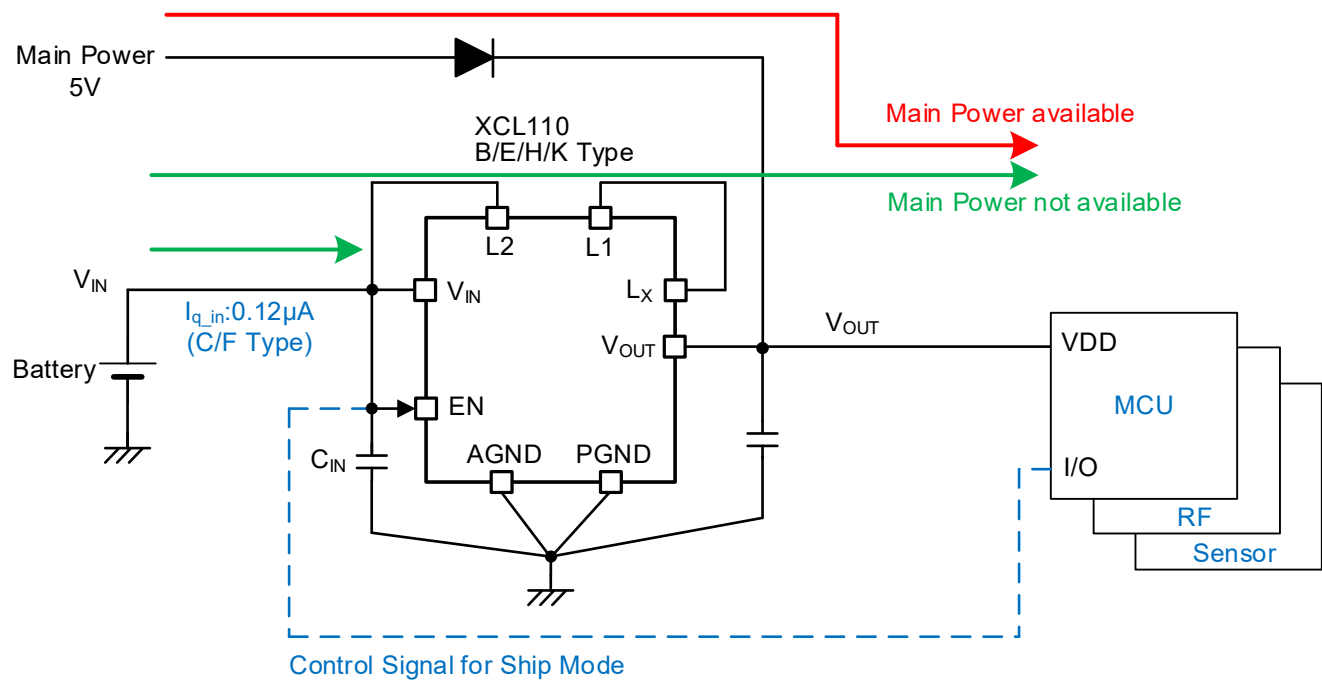 Main Power
5V
Main Power available
XCL110
B/E/H/K Type
Main Power not available
L2
L1
VIN
Iq_in:0.12µA
(C/F Type)
VIN
LX
VOUT
VOUT
VDD
Battery
MCU
EN
CIN
AGND
PGND
I/O
RF
Sensor
Control Signal for Ship Mode